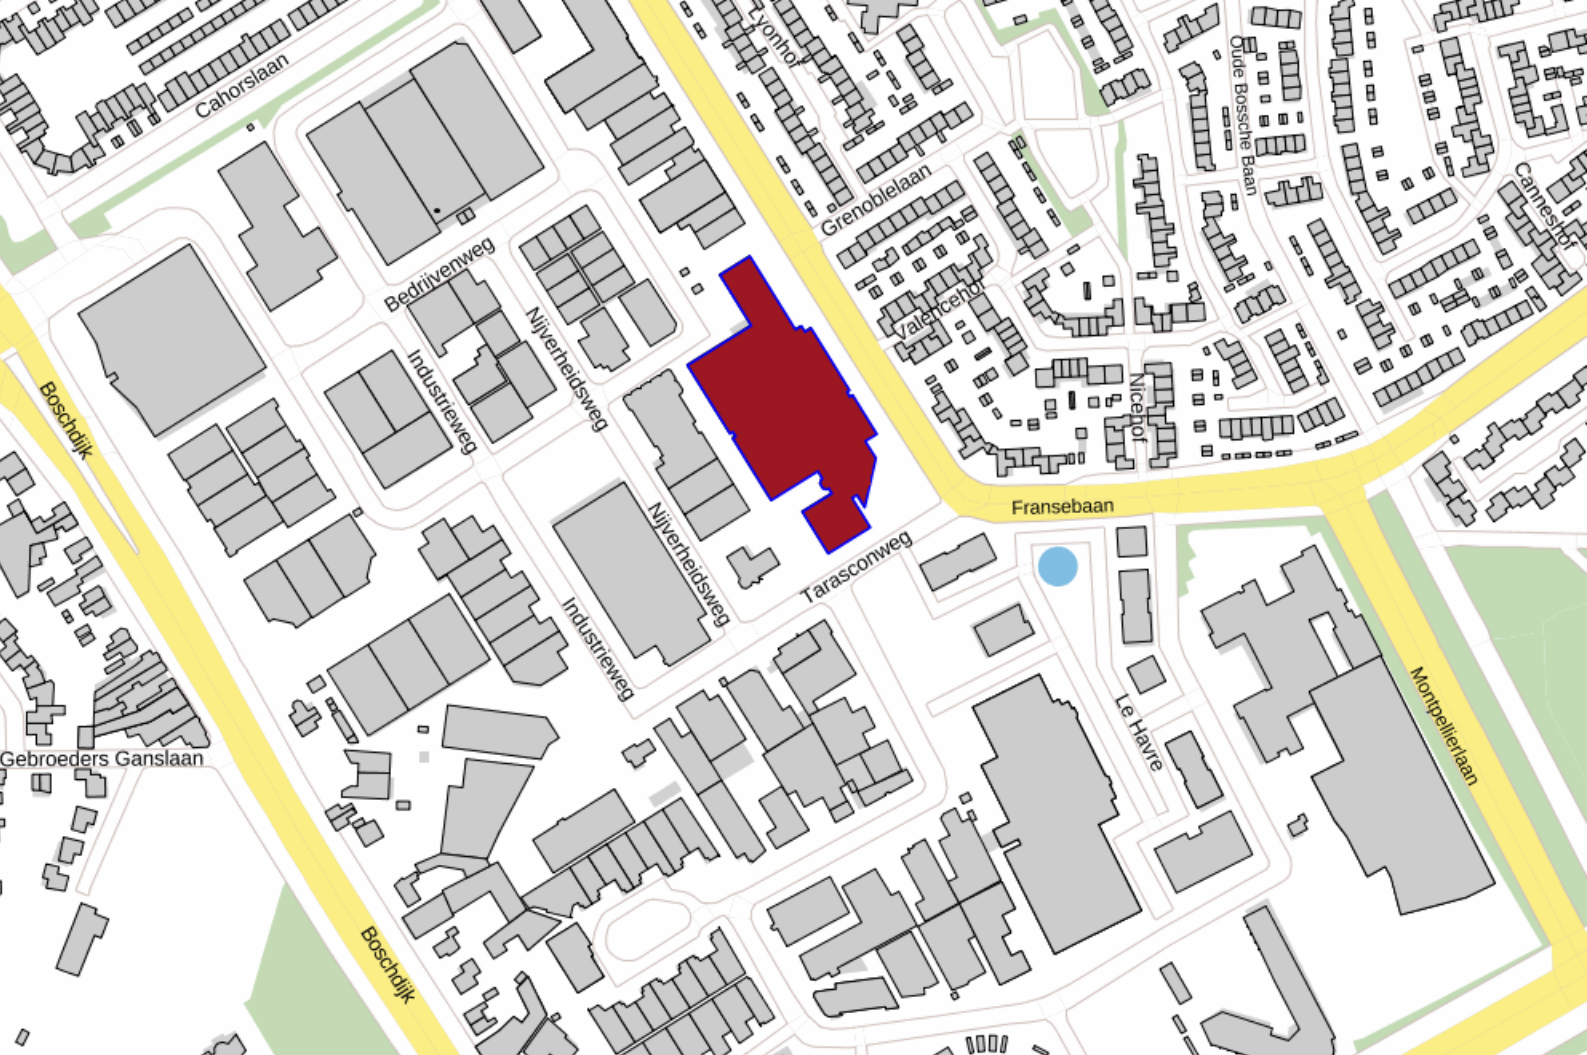 Lyonhof
Cahorslaan
Oude Bossche Baan
Grenoblelaan
Canneshof
Bedrijvenweg
Valencehof
Nijverheidsweg
Industrieweg
Boschdijk
Nicehof
Fransebaan
Nijverheidsweg
Tarasconweg
Industrieweg
Montpellierlaan
Le Havre
Gebroeders Ganslaan
Boschdijk